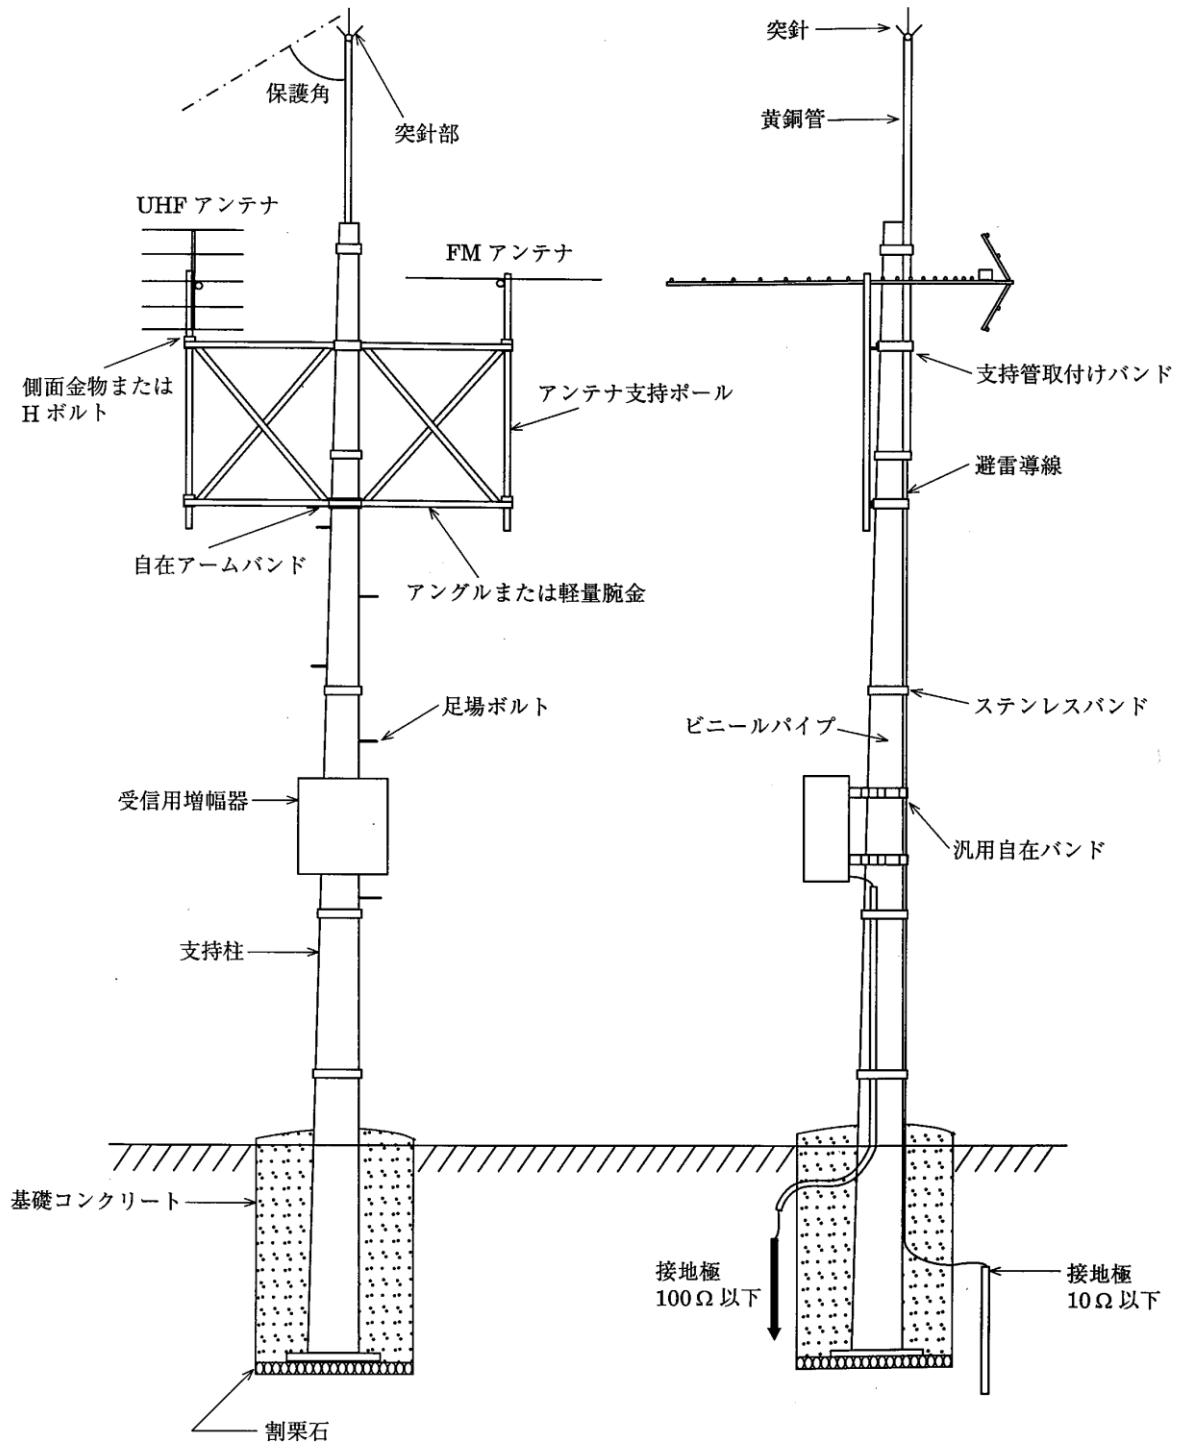 保護角
突針部
UHF アンテナ
FM アンテナ
側面金物または
H ボルト
アンテナ支持ポール
自在アームバンド
アングルまたは軽量腕金
足場ボルト
受信用増幅器
支持柱
基礎コンクリート
割栗石
突針
黄銅管
支持管取付けバンド
避雷導線
ステンレスバンド
ビニールパイプ
汎用自在バンド
接地極
100Ω 以下
接地極
10Ω 以下